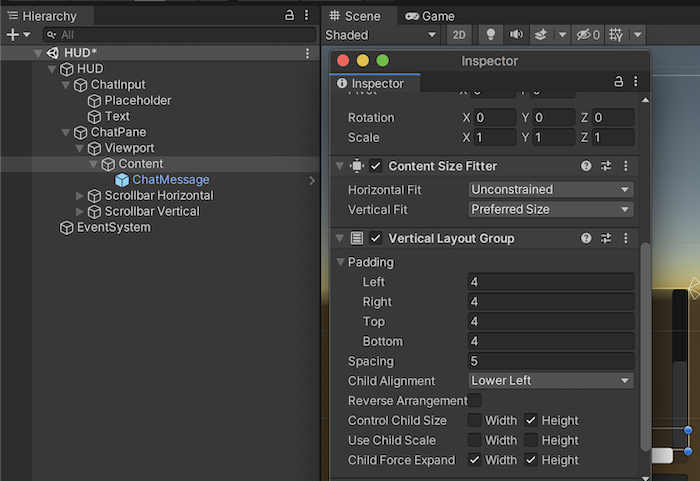 Hierarchy
All
HUD*
HUD
ChatInput
Placeholder
Text
ChatPane
Viewport
Content
ChatMessage
Scrollbar Horizontal
Scrollbar Vertical
EventSystem
Scene Game
Shaded 2D 0
Inspector
Inspector
Rotation X 0 Y 0 Z 0
Scale X 1 Y 1 Z 1
Content Size Fitter
Horizontal Fit Unconstrained
Vertical Fit Preferred Size
Vertical Layout Group
Padding
Left 4
Right 4
Top 4
Bottom 4
Spacing 5
Child Alignment Lower Left
Reverse Arrangement
Control Child Size Width Height
Use Child Scale Width Height
Child Force Expand Width Height